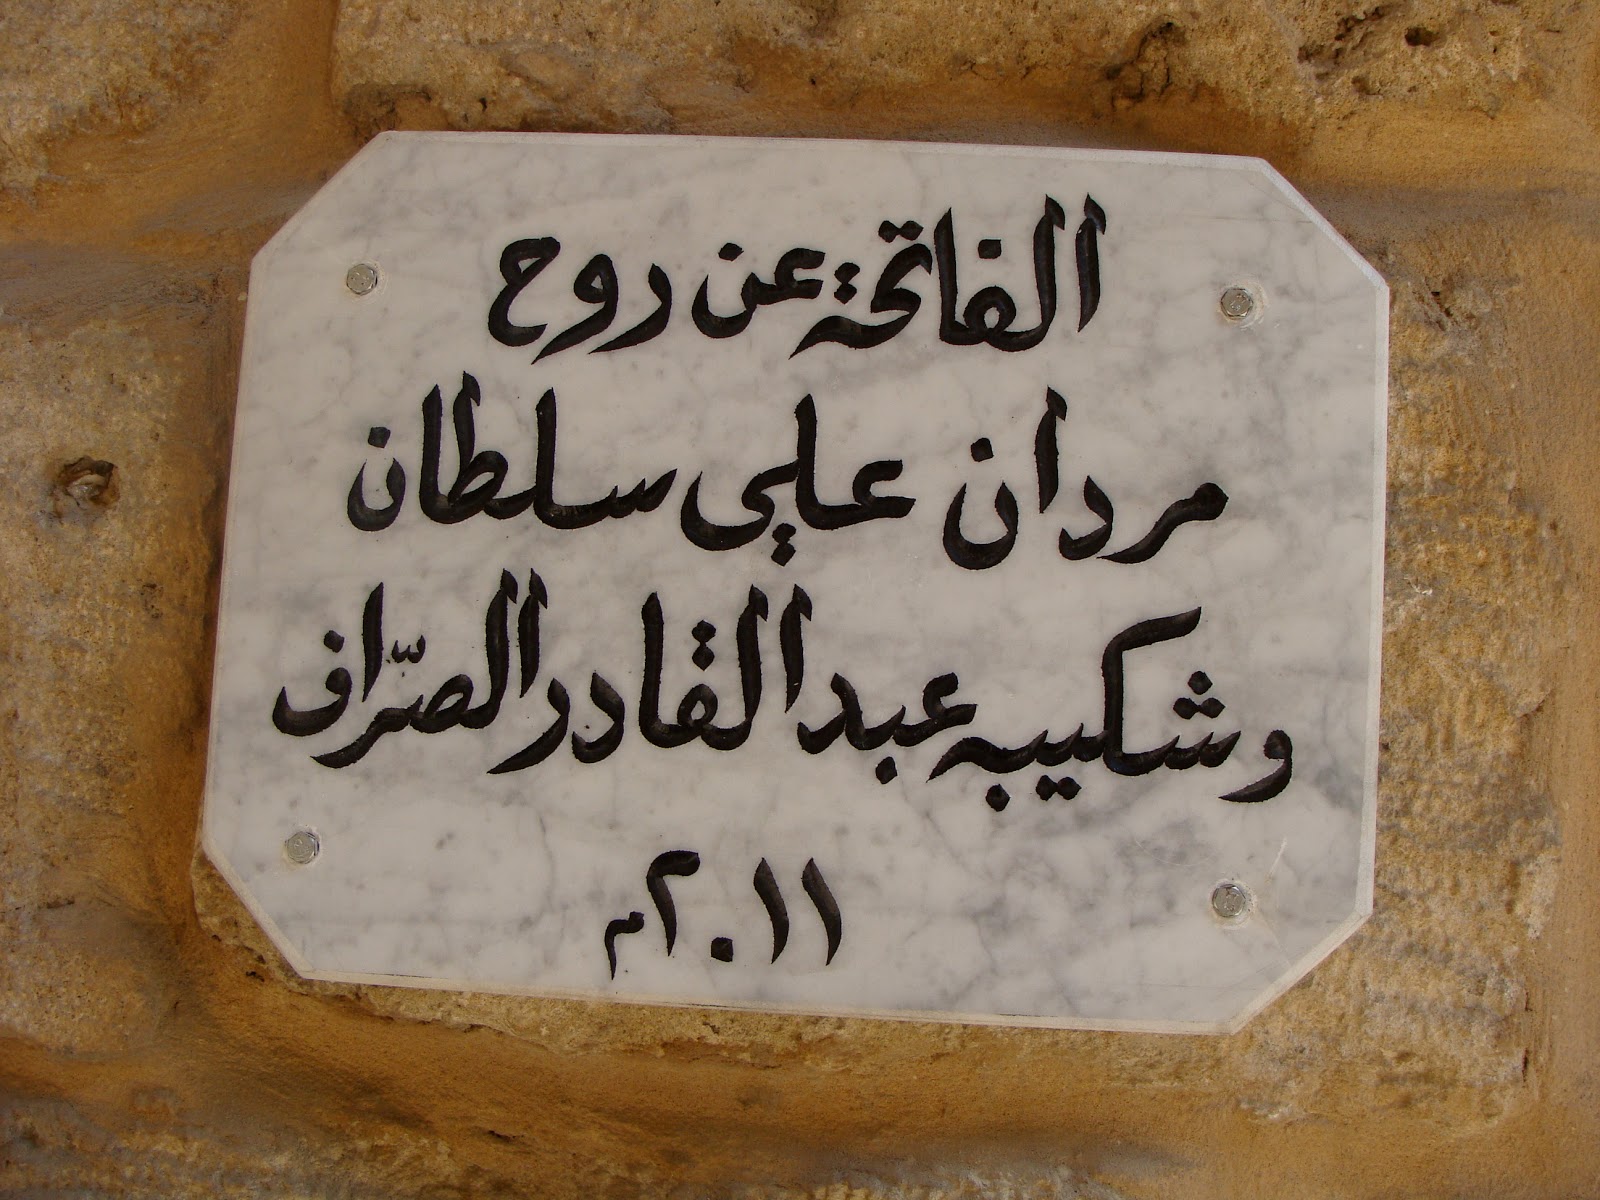 الفاتحة عن روح
مردان علي سلطان
وشكيبه عبد القادر الصرّاف
٢٠١١م